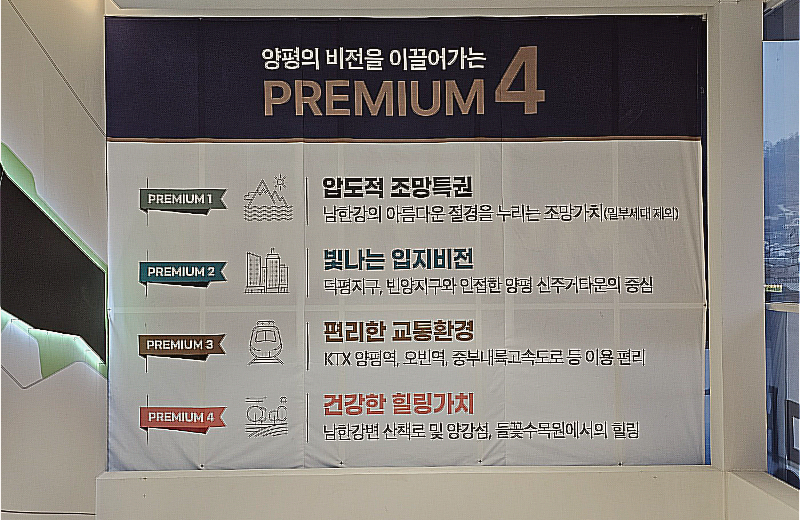 양평의 비전을 이끌어가는
PREMIUM 4
PREMIUM 1
압도적 조망특권
남한강의 아름다운 절경을 누리는 조망가치(일부세대 제외)
PREMIUM 2
빛나는 입지비전
덕평지구, 빈양지구와 인접한 양평 신주거타운의 중심
PREMIUM 3
편리한 교통환경
KTX 양평역, 오빈역, 중부내륙고속도로 등 이용 편리
PREMIUM 4
건강한 힐링가치
남한강변 산책로 및 양강섬, 들꽃수목원에서의 힐링